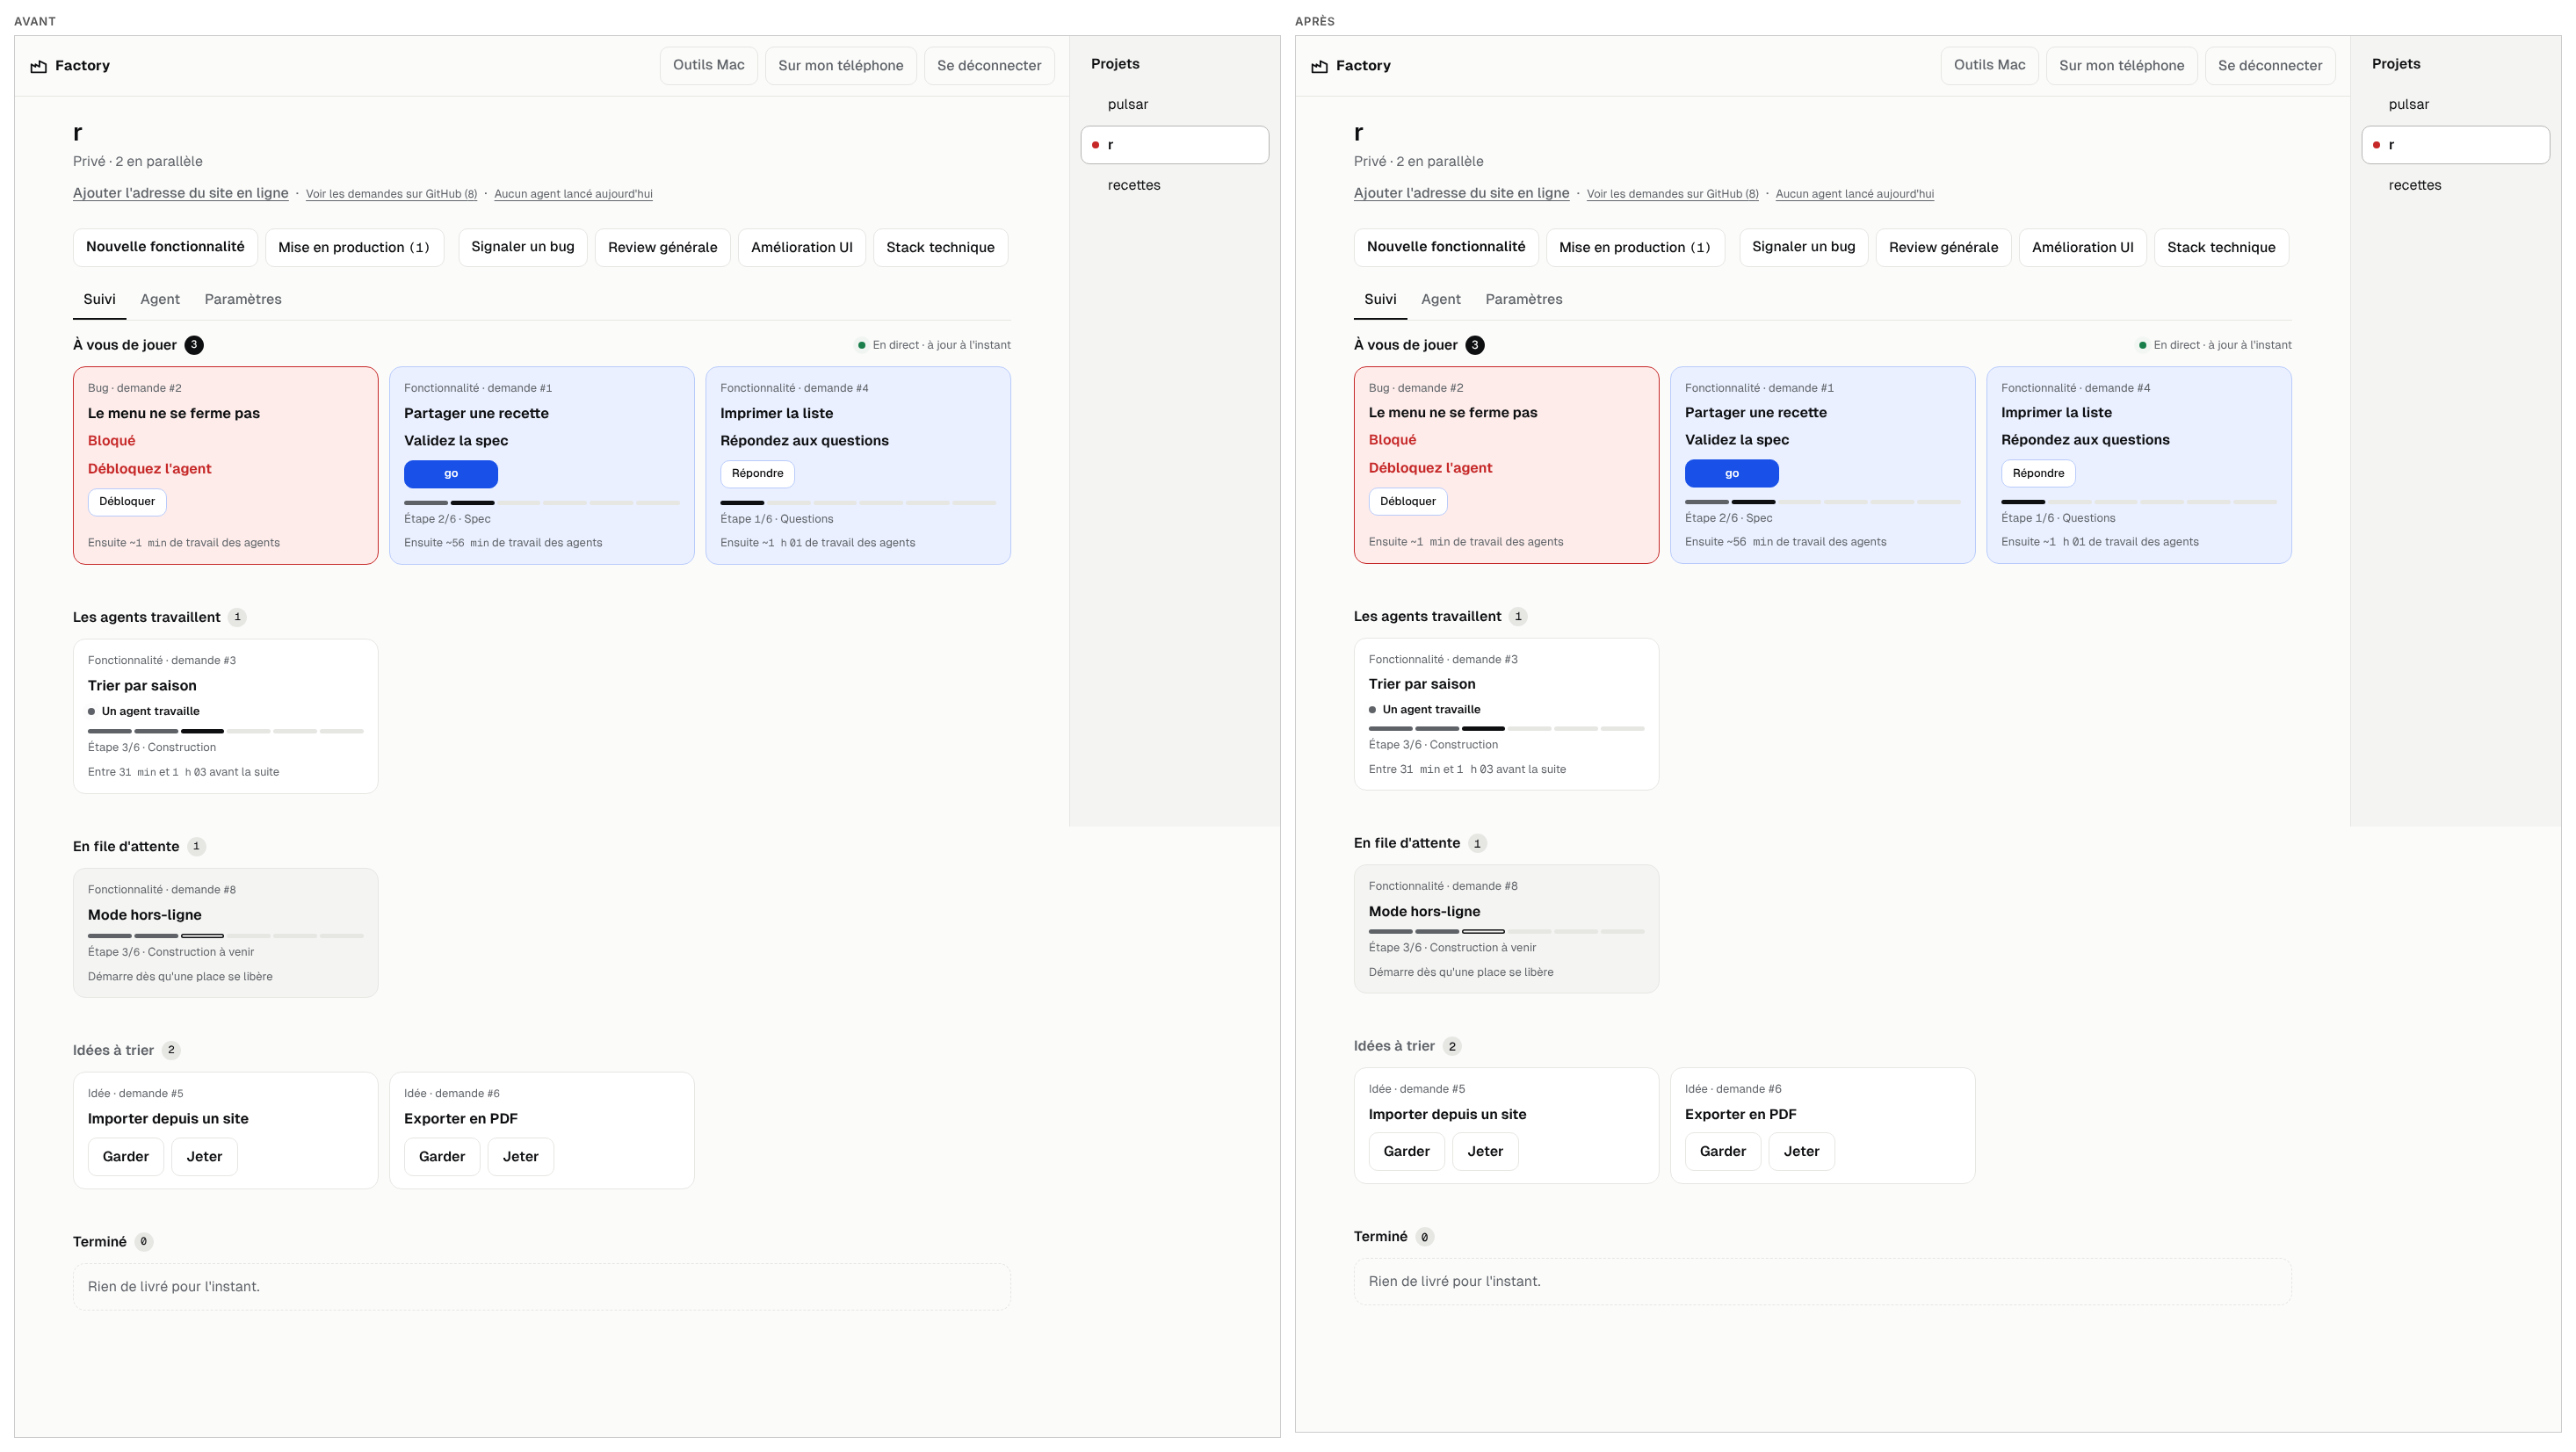 AVANT
Factory
Outils Mac
Sur mon téléphone
Se déconnecter
Projets
pulsar
r
recettes
r
Privé · 2 en parallèle
Ajouter l'adresse du site en ligne · Voir les demandes sur GitHub (8) · Aucun agent lancé aujourd'hui
Nouvelle fonctionnalité
Mise en production (1)
Signaler un bug
Review générale
Amélioration UI
Stack technique
Suivi
Agent
Paramètres
À vous de jouer 3
En direct · à jour à l'instant
Bug · demande #2
Le menu ne se ferme pas
Bloqué
Débloquez l'agent
Débloquer
Ensuite ~1 min de travail des agents
Fonctionnalité · demande #1
Partager une recette
Validez la spec
go
Étape 2/6 · Spec
Ensuite ~56 min de travail des agents
Fonctionnalité · demande #4
Imprimer la liste
Répondez aux questions
Répondre
Étape 1/6 · Questions
Ensuite ~1 h 01 de travail des agents
Les agents travaillent 1
Fonctionnalité · demande #3
Trier par saison
Un agent travaille
Étape 3/6 · Construction
Entre 31 min et 1 h 03 avant la suite
En file d'attente 1
Fonctionnalité · demande #8
Mode hors-ligne
Étape 3/6 · Construction à venir
Démarre dès qu'une place se libère
Idées à trier 2
Idée · demande #5
Importer depuis un site
Garder
Jeter
Idée · demande #6
Exporter en PDF
Garder
Jeter
Terminé 0
Rien de livré pour l'instant.
APRÈS
Factory
Outils Mac
Sur mon téléphone
Se déconnecter
Projets
pulsar
r
recettes
r
Privé · 2 en parallèle
Ajouter l'adresse du site en ligne · Voir les demandes sur GitHub (8) · Aucun agent lancé aujourd'hui
Nouvelle fonctionnalité
Mise en production (1)
Signaler un bug
Review générale
Amélioration UI
Stack technique
Suivi
Agent
Paramètres
À vous de jouer 3
En direct · à jour à l'instant
Bug · demande #2
Le menu ne se ferme pas
Bloqué
Débloquez l'agent
Débloquer
Ensuite ~1 min de travail des agents
Fonctionnalité · demande #1
Partager une recette
Validez la spec
go
Étape 2/6 · Spec
Ensuite ~56 min de travail des agents
Fonctionnalité · demande #4
Imprimer la liste
Répondez aux questions
Répondre
Étape 1/6 · Questions
Ensuite ~1 h 01 de travail des agents
Les agents travaillent 1
Fonctionnalité · demande #3
Trier par saison
Un agent travaille
Étape 3/6 · Construction
Entre 31 min et 1 h 03 avant la suite
En file d'attente 1
Fonctionnalité · demande #8
Mode hors-ligne
Étape 3/6 · Construction à venir
Démarre dès qu'une place se libère
Idées à trier 2
Idée · demande #5
Importer depuis un site
Garder
Jeter
Idée · demande #6
Exporter en PDF
Garder
Jeter
Terminé 0
Rien de livré pour l'instant.